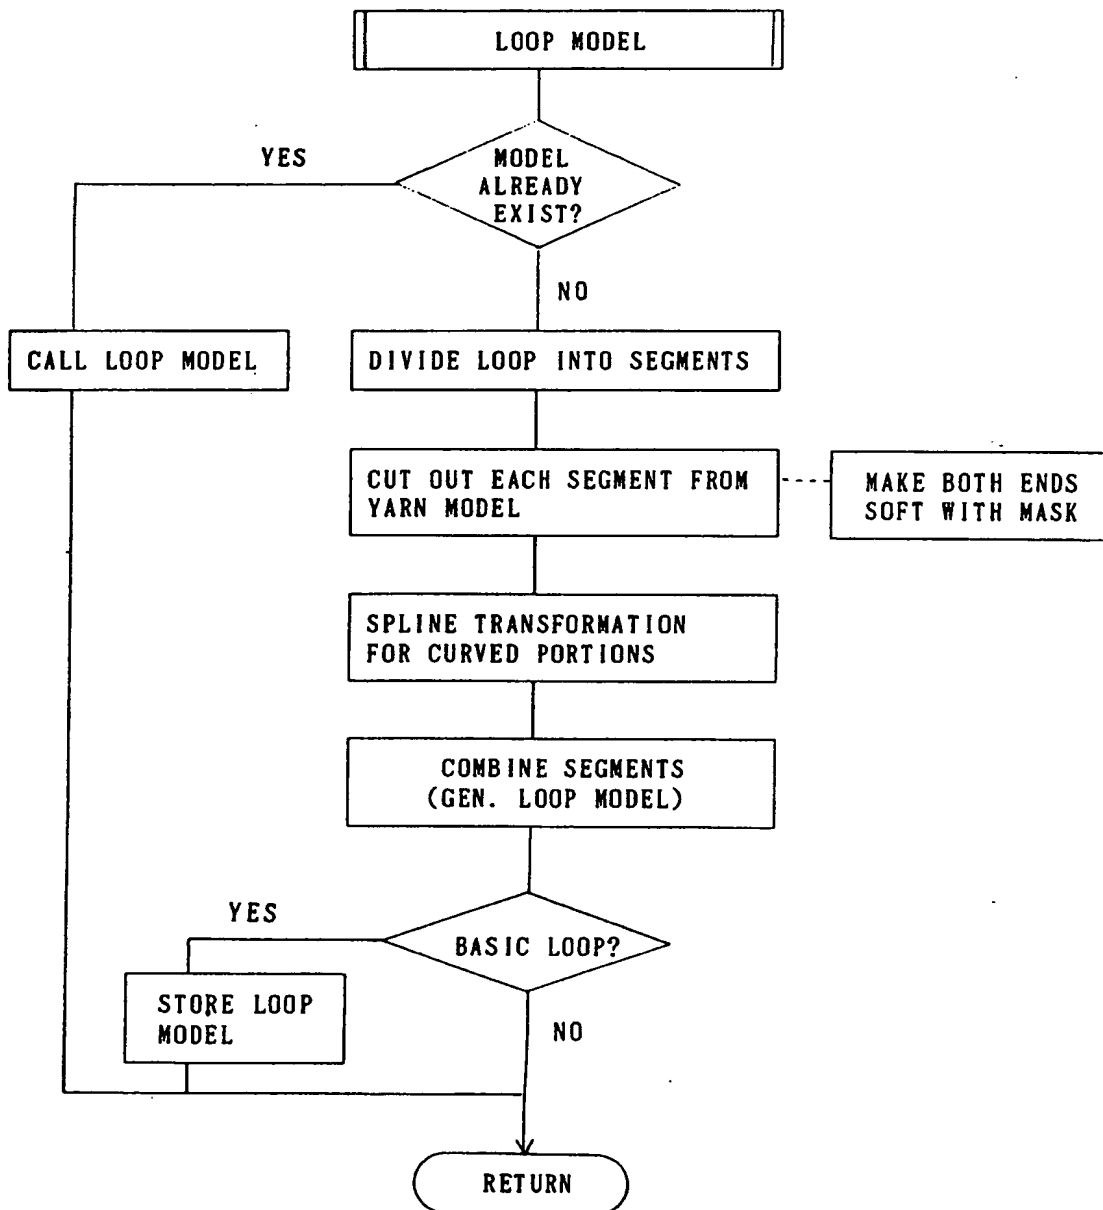 LOOP MODEL
YES
MODEL
ALREADY
EXIST?
NO
CALL LOOP MODEL
DIVIDE LOOP INTO SEGMENTS
CUT OUT EACH SEGMENT FROM
YARN MODEL
MAKE BOTH ENDS
SOFT WITH MASK
SPLINE TRANSFORMATION
FOR CURVED PORTIONS
COMBINE SEGMENTS
(GEN. LOOP MODEL)
YES
BASIC LOOP?
STORE LOOP
MODEL
NO
RETURN